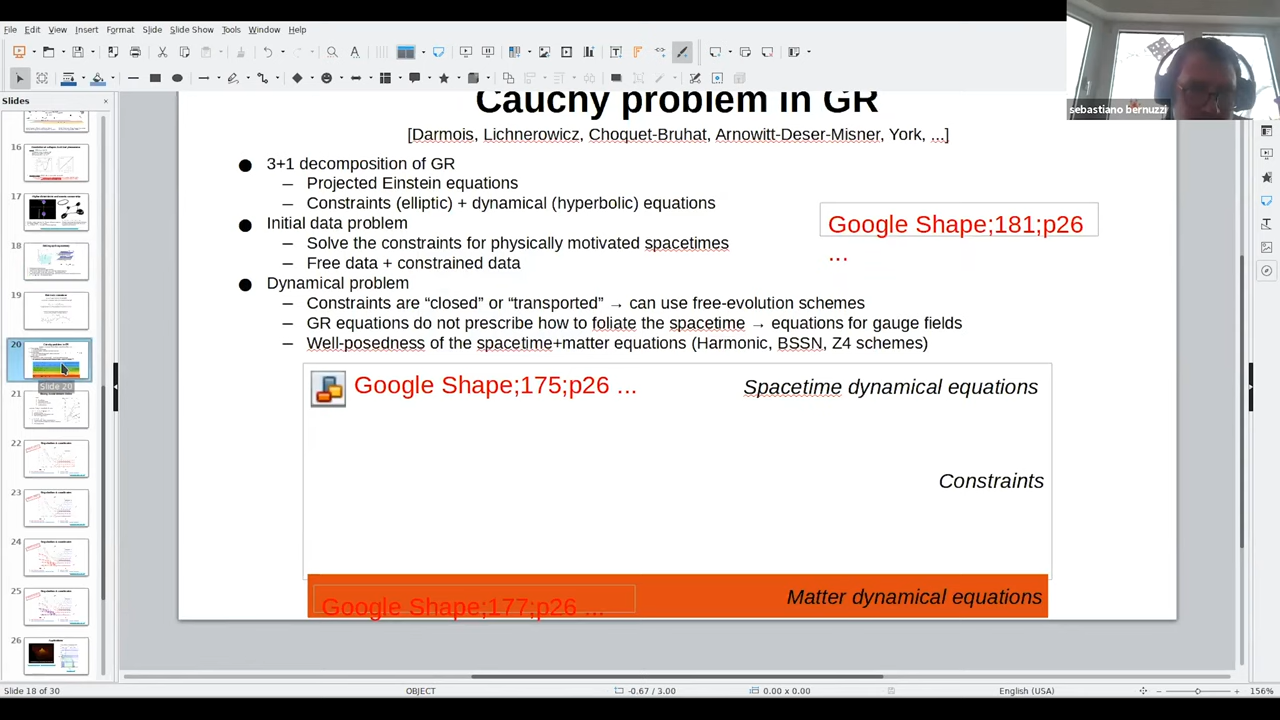 File Edit View Insert Format Slide Slide Show Tools Window Help
sebastiano bernuzzi
Slides
16
17
18
19
20
Slide 20
21
22
23
24
25
26
Cauchy problem in GR
[Darmois, Lichnerowicz, Choquet-Bruhat, Arnowitt-Deser-Misner, York, ...]
3+1 decomposition of GR
– Projected Einstein equations
– Constraints (elliptic) + dynamical (hyperbolic) equations
Initial data problem
– Solve the constraints for physically motivated spacetimes
– Free data + constrained data
Dynamical problem
– Constraints are “closed” or “transported” → can use free-evolution schemes
– GR equations do not prescribe how to foliate the spacetime → equations for gauge fields
– Well-posedness of the spacetime+matter equations (Harmonic, BSSN, Z4 schemes)
Google Shape;181;p26
...
Google Shape;175;p26 ...
Spacetime dynamical equations
Constraints
Google Shape;177;p26 ...
Matter dynamical equations
Slide 18 of 30
OBJECT
-0.67 / 3.00
0.00 x 0.00
English (USA)
156%